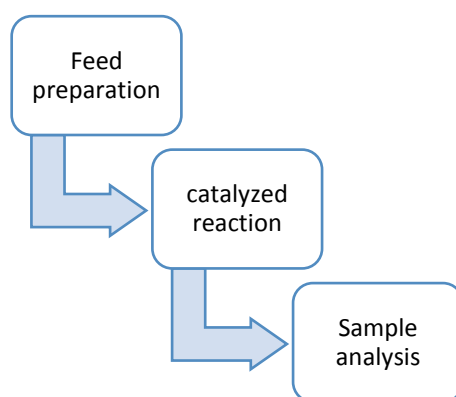 Feed
preparation
catalyzed
reaction
Sample
analysis